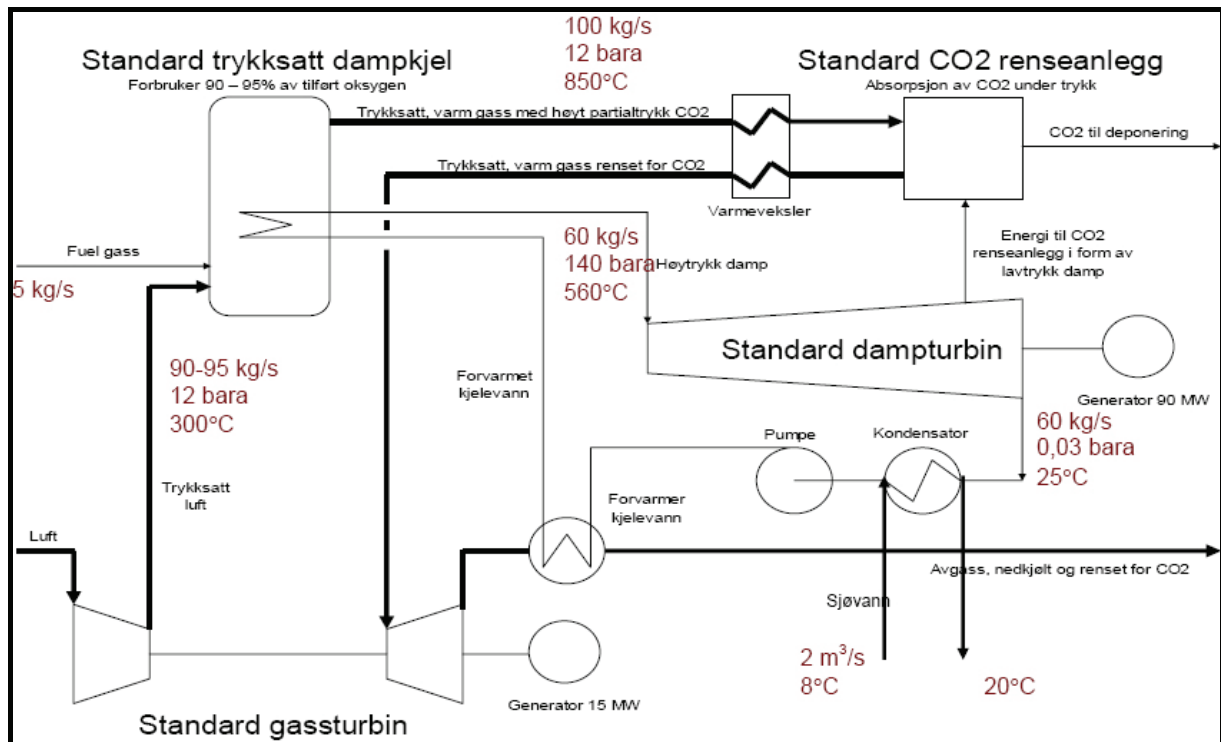 100 kg/s
12 bara
850°C
Standard trykksatt dampkjel
Forbruker 90 – 95% av tilført oksygen
Standard CO2 renseanlegg
Absorpsjon av CO2 under trykk
Trykksatt, varm gass med høyt partialtrykk CO2
CO2 til deponering
Trykksatt, varm gass renset for CO2
Varmeveksler
Fuel gass
5 kg/s
60 kg/s
140 bara
560°C
Høytrykk damp
Energi til CO2
renseanlegg i form av
lavtrykk damp
Standard dampturbin
90-95 kg/s
12 bara
300°C
Forvarmet
kjelevann
Generator 90 MW
60 kg/s
0,03 bara
25°C
Pumpe
Kondensator
Trykksatt
luft
Forvarmer
kjelevann
Luft
Avgass, nedkjølt og renset for CO2
Sjøvann
2 m³/s
8°C
20°C
Generator 15 MW
Standard gassturbin